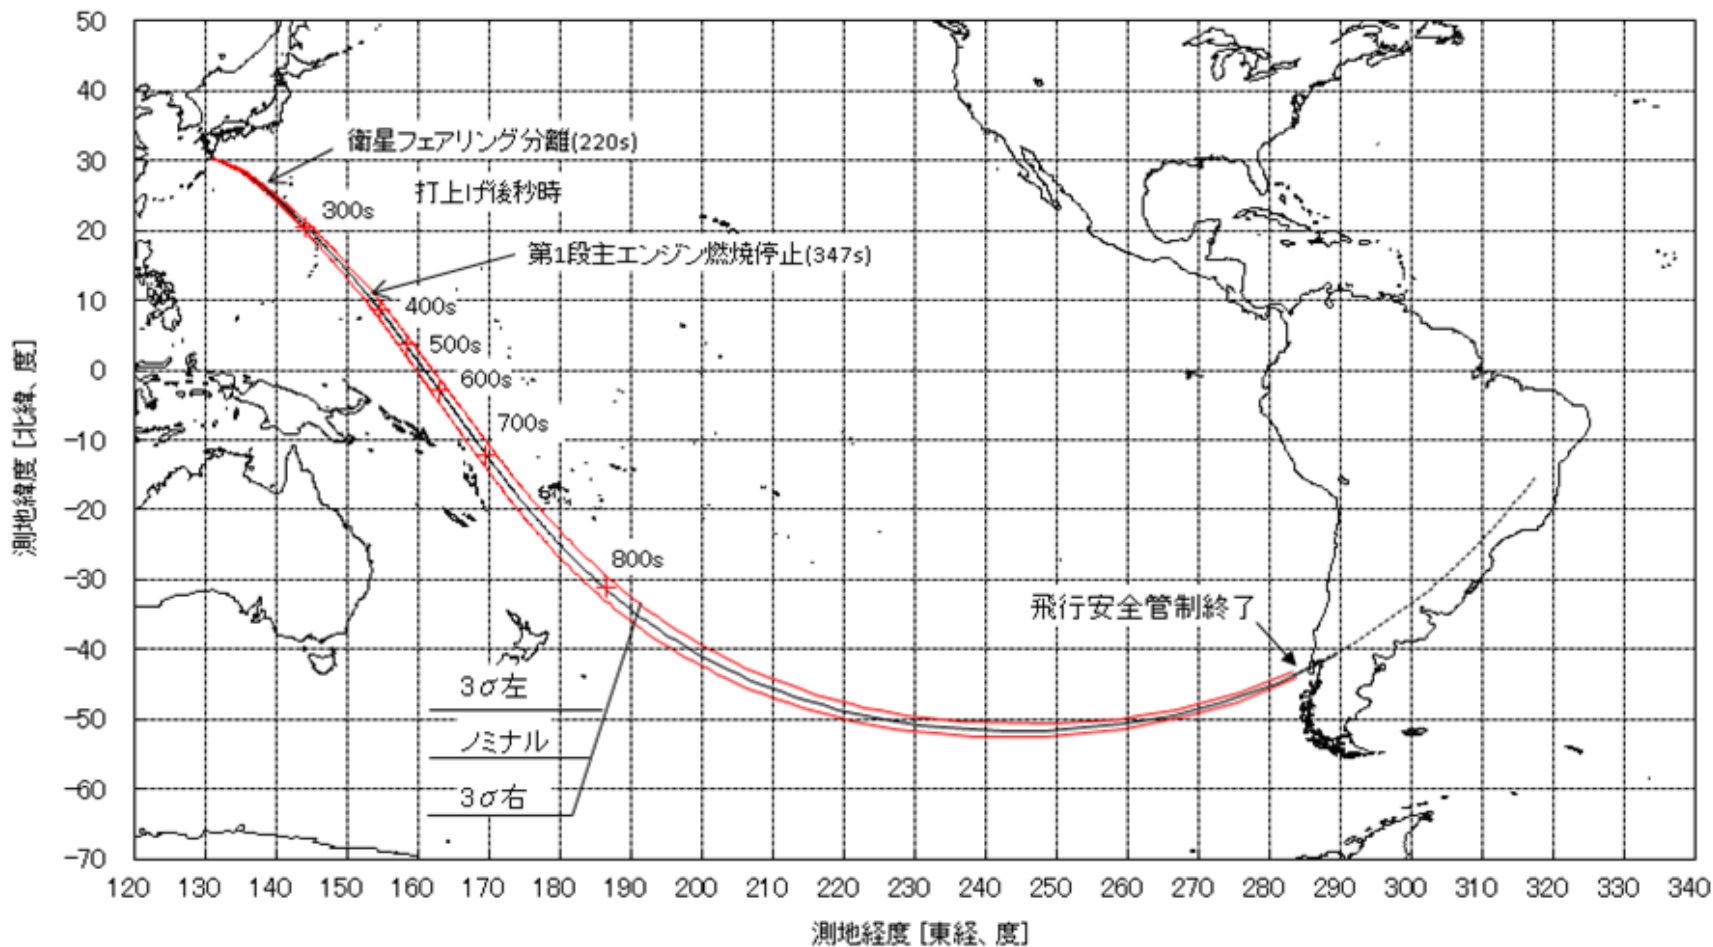 50
40
30
20
10
0
-10
-20
-30
-40
-50
-60
-70
測地緯度 [北緯、度]
衛星フェアリング分離(220s)
打上げ後秒時
300s
第1段主エンジン燃焼停止(347s)
400s
500s
600s
700s
800s
飛行安全管制終了
3σ左
ノミナル
3σ右
120 130 140 150 160 170 180 190 200 210 220 230 240 250 260 270 280 290 300 310 320 330 340
測地経度 [東経、度]